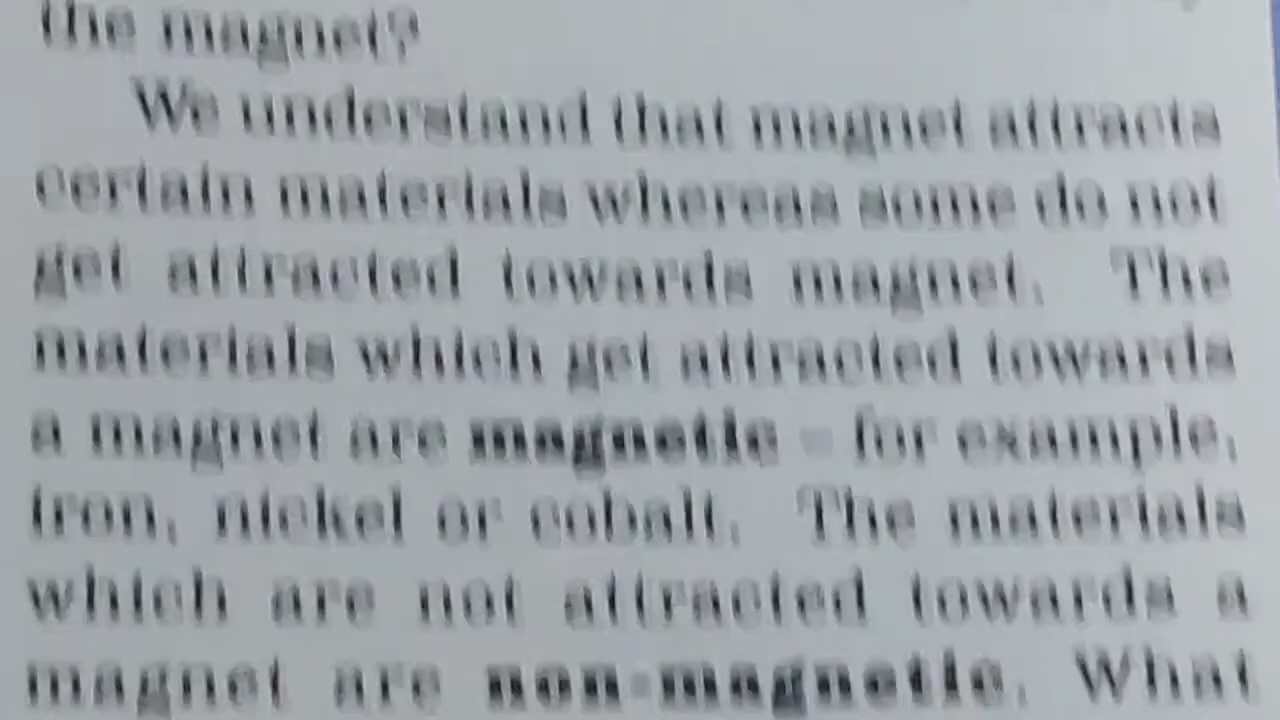 the magnet?
We understand that magnet attracts
certain materials whereas some do not
get attracted towards magnet. The
materials which get attracted towards
a magnet are magnetic – for example,
iron, nickel or cobalt. The materials
which are not attracted towards a
magnet are non-magnetic. What